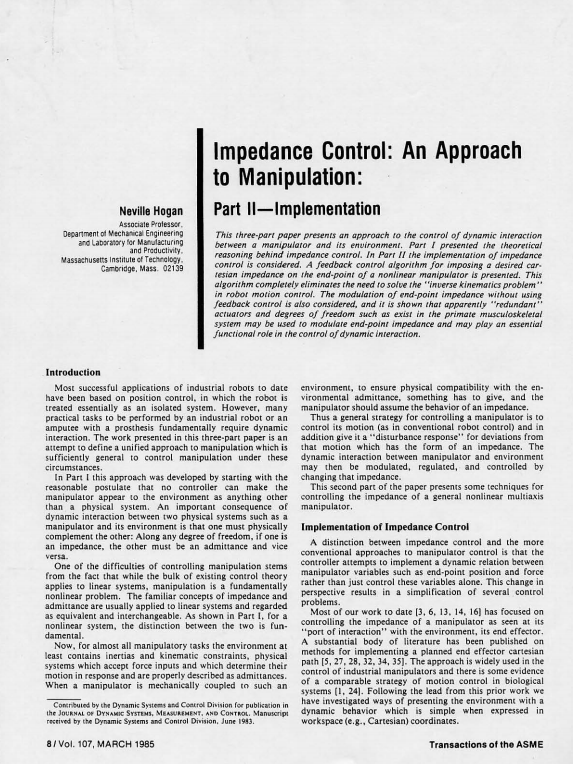 Impedance Control: An Approach
to Manipulation:
Part II—Implementation
Neville Hogan
Associate Professor,
Department of Mechanical Engineering
and Laboratory for Manufacturing
and Productivity,
Massachusetts Institute of Technology,
Cambridge, Mass. 02139
This three-part paper presents an approach to the control of dynamic interaction
between a manipulator and its environment. Part I presented the theoretical
reasoning behind impedance control. In Part II the implementation of impedance
control is considered. A feedback control algorithm for imposing a desired car-
tesian impedance on the end-point of a nonlinear manipulator is presented. This
algorithm completely eliminates the need to solve the "inverse kinematics problem"
in robot motion control. The modulation of end-point impedance without using
feedback control is also considered, and it is shown that apparently "redundant"
actuators and degrees of freedom such as exist in the primate musculoskeletal
system may be used to modulate end-point impedance and may play an essential
functional role in the control of dynamic interaction.
Introduction
Most successful applications of industrial robots to date
have been based on position control, in which the robot is
treated essentially as an isolated system. However, many
practical tasks to be performed by an industrial robot or an
amputee with a prosthesis fundamentally require dynamic
interaction. The work presented in this three-part paper is an
attempt to define a unified approach to manipulation which is
sufficiently general to control manipulation under these
circumstances.
In Part I this approach was developed by starting with the
reasonable postulate that no controller can make the
manipulator appear to the environment as anything other
than a physical system. An important consequence of
dynamic interaction between two physical systems such as a
manipulator and its environment is that one must physically
complement the other: Along any degree of freedom, if one is
an impedance, the other must be an admittance and vice
versa.
One of the difficulties of controlling manipulation stems
from the fact that while the bulk of existing control theory
applies to linear systems, manipulation is a fundamentally
nonlinear problem. The familiar concepts of impedance and
admittance are usually applied to linear systems and regarded
as equivalent and interchangeable. As shown in Part I, for a
nonlinear system, the distinction between the two is fun-
damental.
Now, for almost all manipulatory tasks the environment at
least contains inertias and kinematic constraints, physical
systems which accept force inputs and which determine their
motion in response and are properly described as admittances.
When a manipulator is mechanically coupled to such an
Contributed by the Dynamic Systems and Control Division for publication in
the JOURNAL OF DYNAMIC SYSTEMS, MEASUREMENT, AND CONTROL. Manuscript
received by the Dynamic Systems and Control Division, June 1983.
environment, to ensure physical compatibility with the en-
vironmental admittance, something has to give, and the
manipulator should assume the behavior of an impedance.
Thus a general strategy for controlling a manipulator is to
control its motion (as in conventional robot control) and in
addition give it a "disturbance response" for deviations from
that motion which has the form of an impedance. The
dynamic interaction between manipulator and environment
may then be modulated, regulated, and controlled by
changing that impedance.
This second part of the paper presents some techniques for
controlling the impedance of a general nonlinear multiaxis
manipulator.
Implementation of Impedance Control
A distinction between impedance control and the more
conventional approaches to manipulator control is that the
controller attempts to implement a dynamic relation between
manipulator variables such as end-point position and force
rather than just control these variables alone. This change in
perspective results in a simplification of several control
problems.
Most of our work to date [3, 6, 13, 14, 16] has focused on
controlling the impedance of a manipulator as seen at its
"port of interaction" with the environment, its end effector.
A substantial body of literature has been published on
methods for implementing a planned end effector cartesian
path [5, 27, 28, 32, 34, 35]. The approach is widely used in the
control of industrial manipulators and there is some evidence
of a comparable strategy of motion control in biological
systems [1, 24]. Following the lead from this prior work we
have investigated ways of presenting the environment with a
dynamic behavior which is simple when expressed in
workspace (e.g., Cartesian) coordinates.
8 / Vol. 107, MARCH 1985
Transactions of the ASME